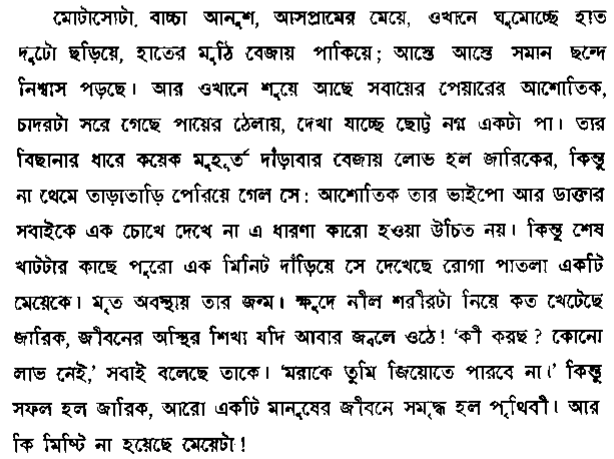 মোটাসোটা, বাচ্চা আনুশ, আসপ্রামের মেয়ে, ওখানে ঘুমোচ্ছে হাত
দুটো ছড়িয়ে, হাতের মুঠি বেজায় পাকিয়ে; আস্তে আস্তে সমান ছন্দে
নিশ্বাস পড়ছে। আর ওখানে শুয়ে আছে সবায়ের পেয়ারের আশোতিক,
চাদরটা সরে গেছে পায়ের ঠেলায়, দেখা যাচ্ছে ছোট্ট নগ্ন একটা পা। তার
বিছানার ধারে কয়েক মুহূর্ত দাঁড়াবার বেজায় লোভ হল জারিকের, কিন্তু
না থেমে তাড়াতাড়ি পেরিয়ে গেল সে: আশোতিক তার ভাইপো আর ডাক্তার
সবাইকে এক চোখে দেখে না এ ধারণা কারো হওয়া উচিত নয়। কিন্তু শেষ
খাটটার কাছে পুরো এক মিনিট দাঁড়িয়ে সে দেখেছে রোগা পাতলা একটি
মেয়েকে। মৃত অবস্থায় তার জন্ম। ক্ষুদে নীল শরীরটা নিয়ে কত খেটেছে
জারিক, জীবনের অস্থির শিখা যদি আবার জ্বলে ওঠে! 'কী করছ? কোনো
লাভ নেই,' সবাই বলেছে তাকে। 'মরাকে তুমি জিয়োতে পারবে না।' কিন্তু
সফল হল জারিক, আরো একটি মানুষের জীবনে সমৃদ্ধ হল পৃথিবী। আর
কি মিষ্টি না হয়েছে মেয়েটা!